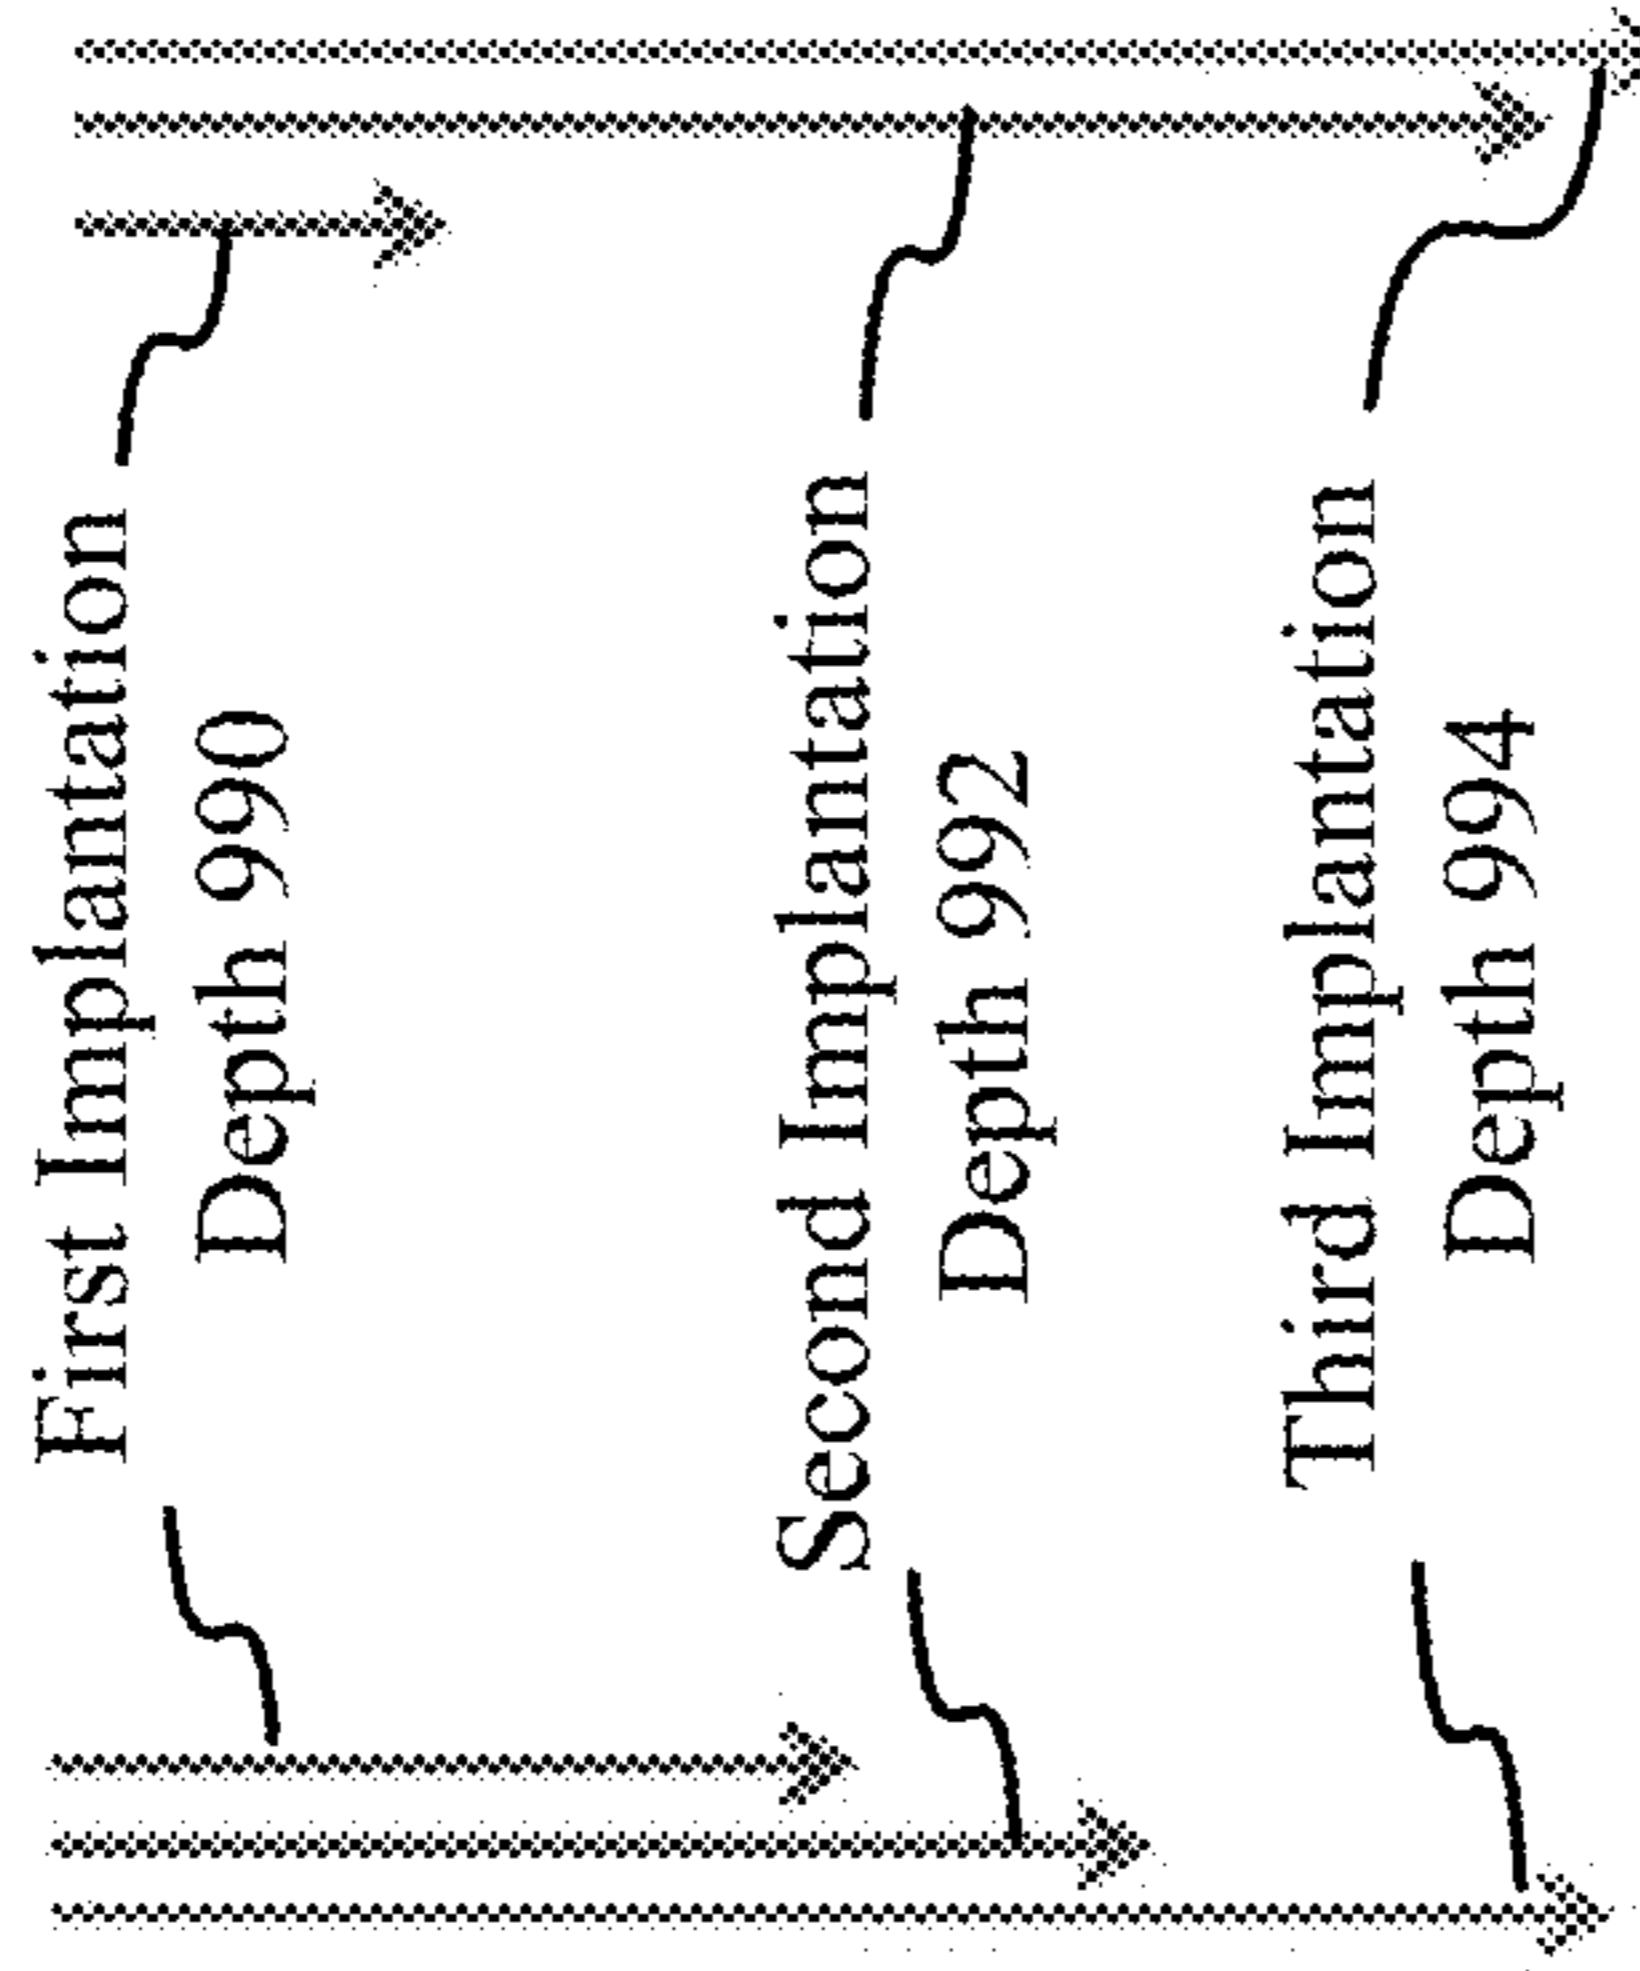 First Implantation
Depth 990
Second Implantation
Depth 992
Third Implantation
Depth 994